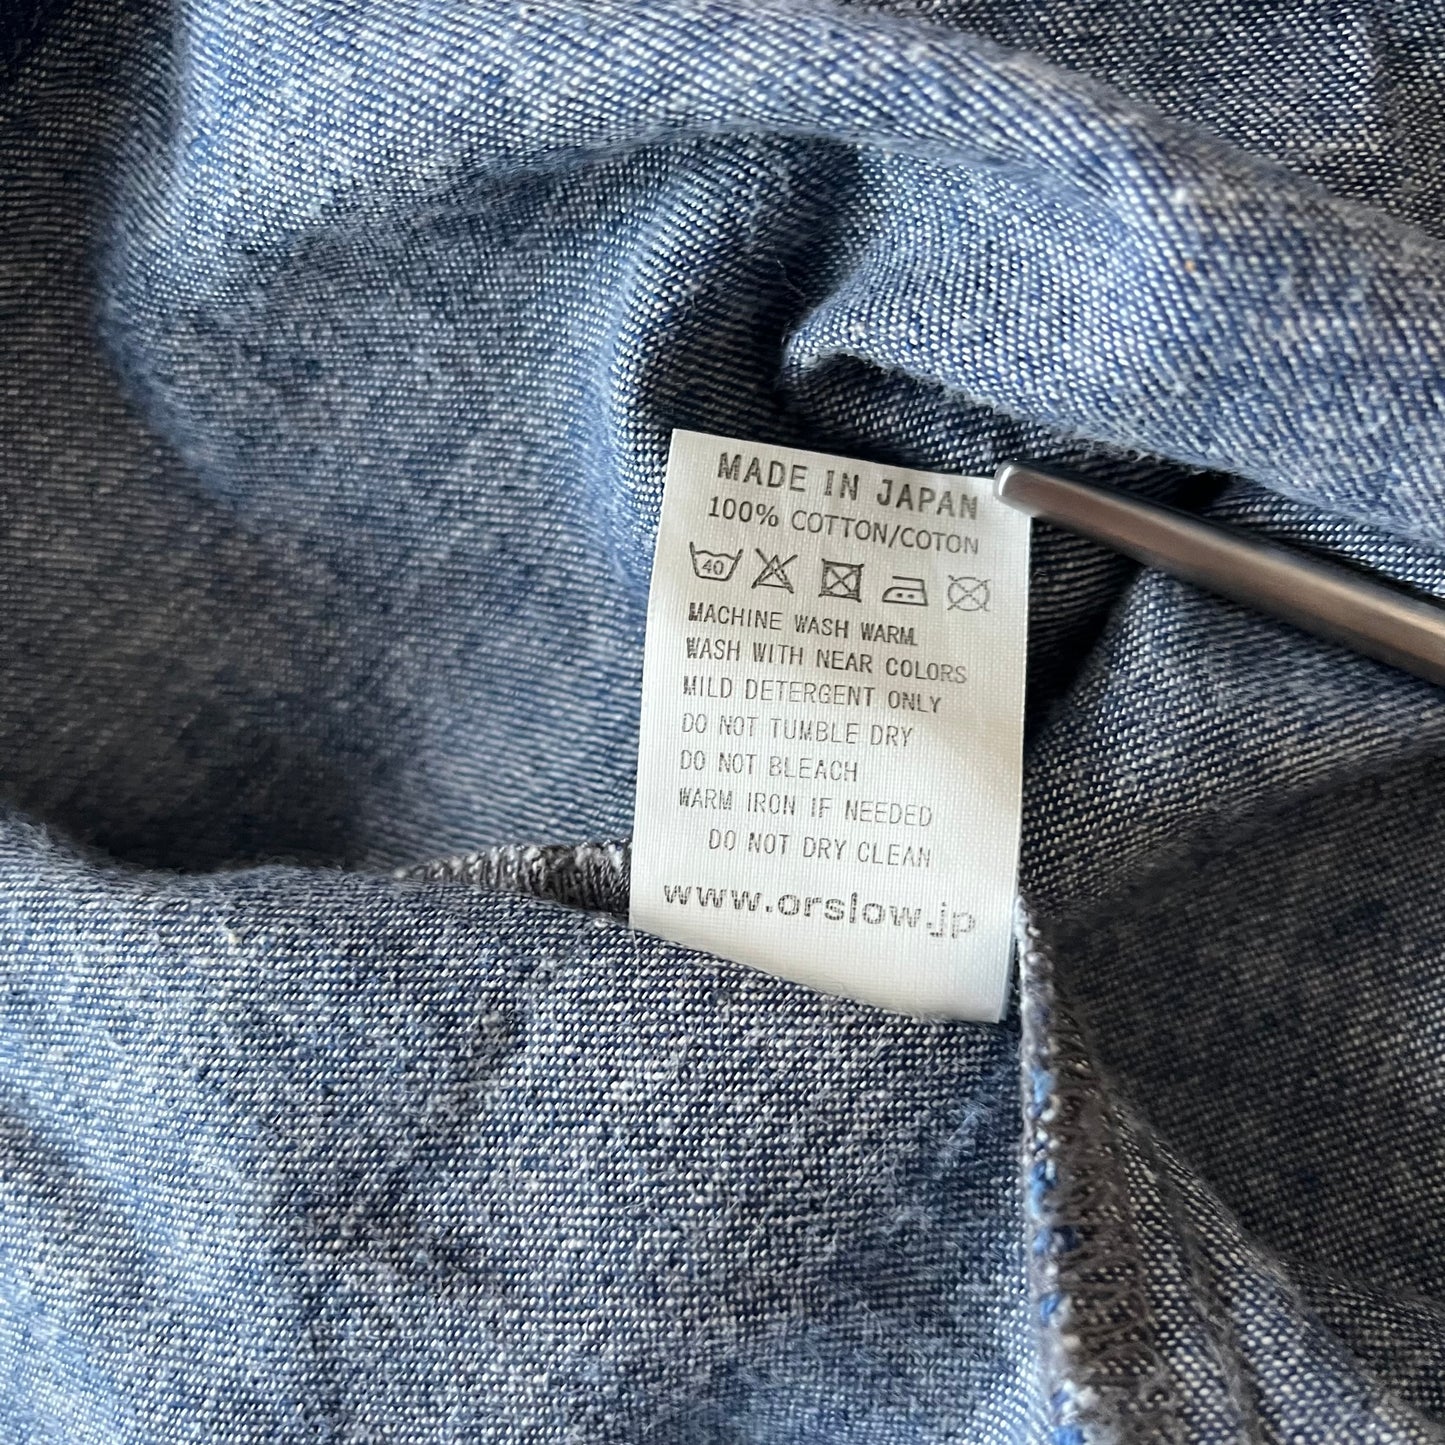 MADE IN JAPAN
100% COTTON/COTON
40
MACHINE WASH WARM.
WASH WITH NEAR COLORS
MILD DETERGENT ONLY
DO NOT TUMBLE DRY
DO NOT BLEACH
WARM IRON IF NEEDED
DO NOT DRY CLEAN
www.orslow.jp